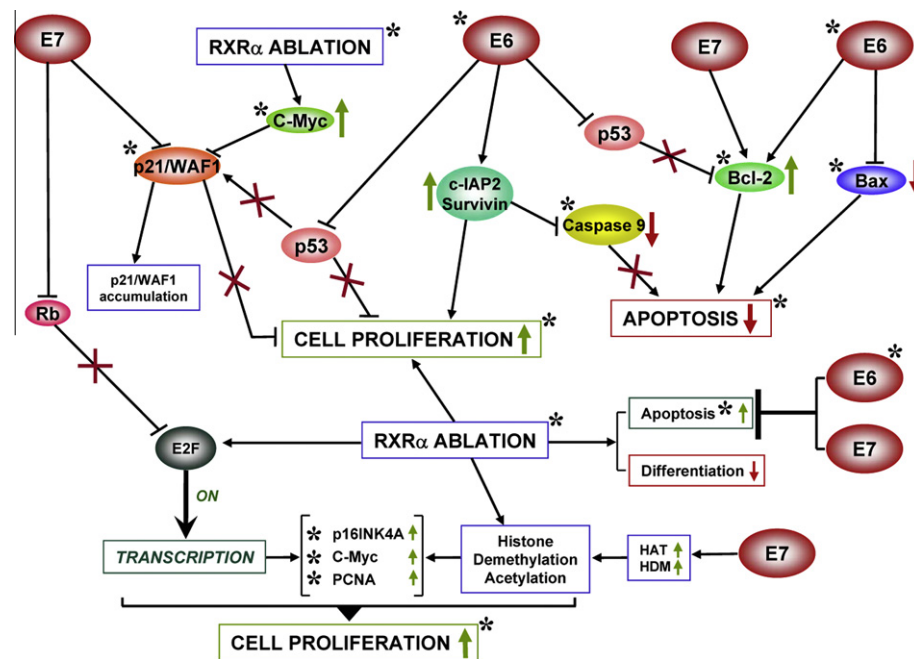 E7
RXRα ABLATION *
* E6
E7
* E6
* C-Myc
p53
* p21/WAF1
c-IAP2
Survivin
* Bcl-2
* Bax
* Caspase 9
p53
p21/WAF1
accumulation
Rb
CELL PROLIFERATION *
APOPTOSIS *
E6 *
Apoptosis *
RXRα ABLATION *
E2F
E7
Differentiation
ON
TRANSCRIPTION
* p16INK4A
* C-Myc
* PCNA
Histone
Demethylation
Acetylation
HAT
HDM
E7
CELL PROLIFERATION *